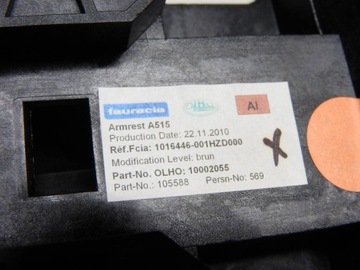 faurecia
AI
Armrest A515
Production Date: 22.11.2010
Réf.Fcia: 1016446-001HZD000
Modification Level: brun
Part-No. OLHO: 10002055
Part-No.: 105588 Persn-No: 569
X